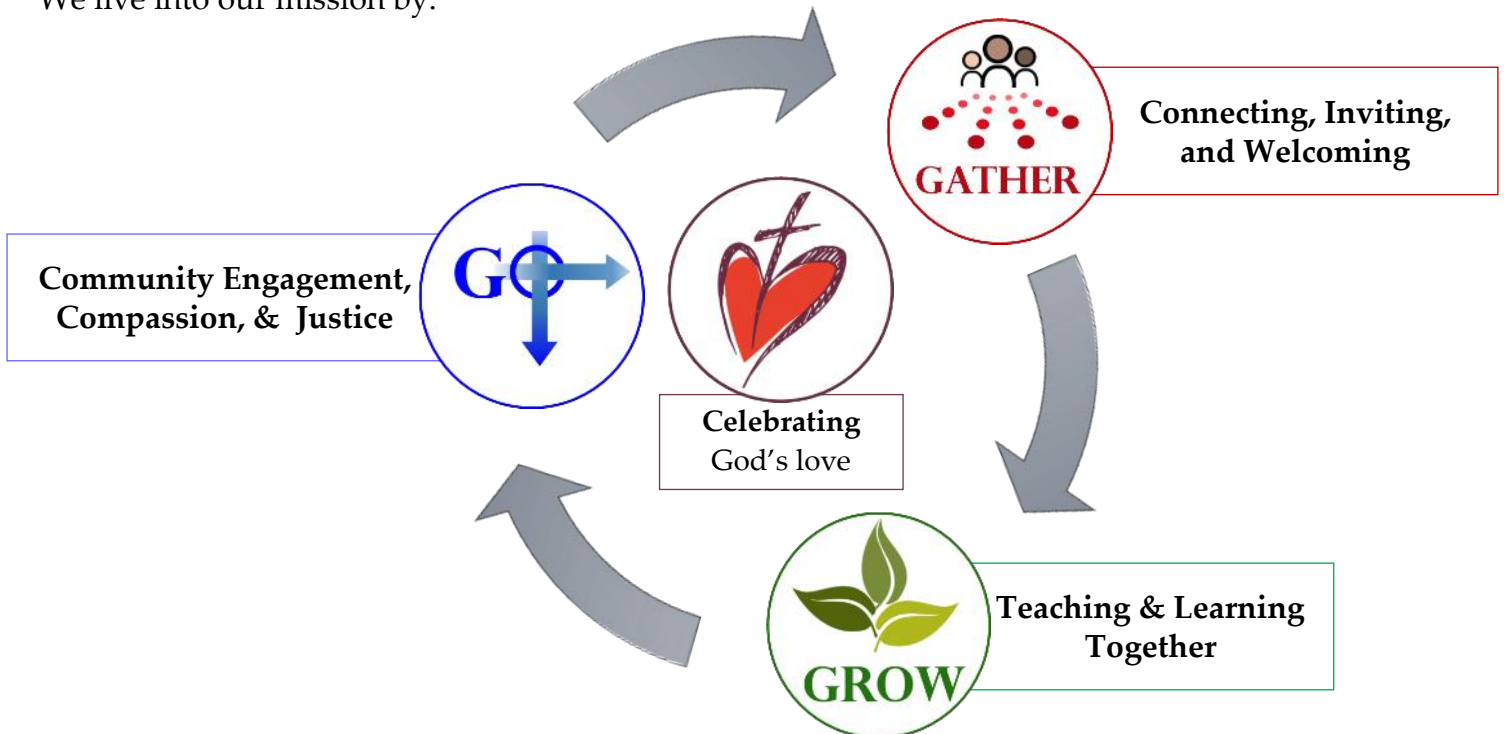 We live into our mission by:
GATHER
Connecting, Inviting,
and Welcoming
GO
Community Engagement,
Compassion, & Justice
Celebrating
God's love
GROW
Teaching & Learning
Together